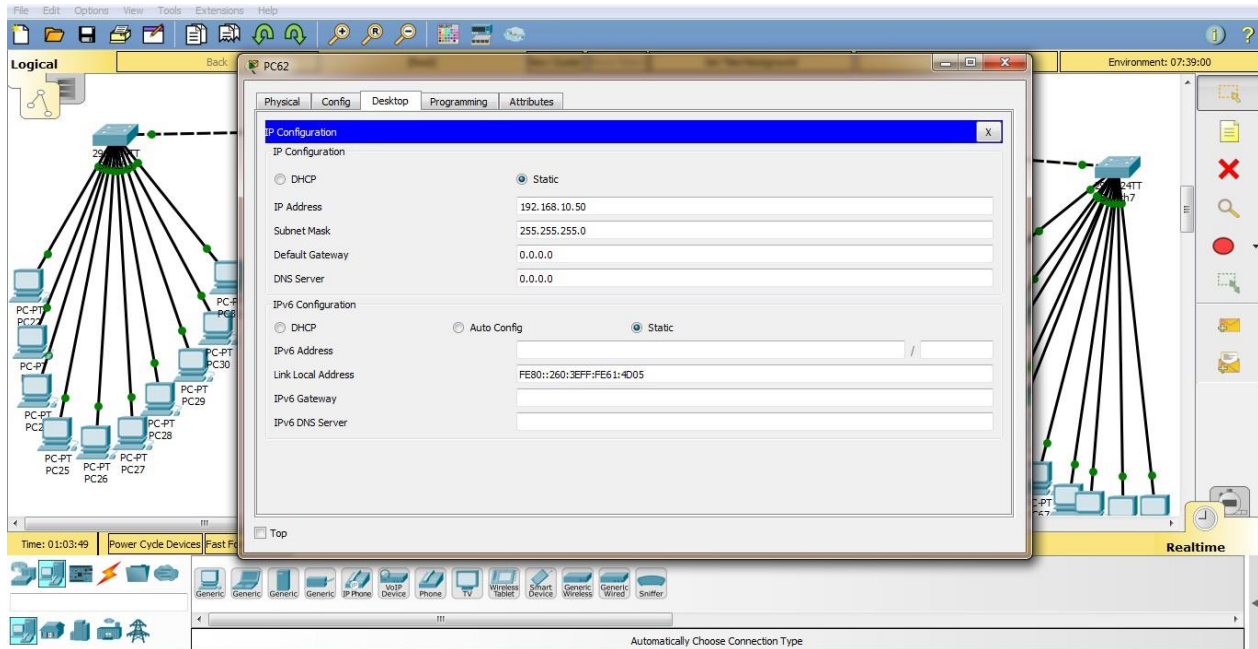 File Edit Options View Tools Extensions Help
Logical
Back
PC62
Environment: 07:39:00
Physical Config Desktop Programming Attributes
IP Configuration X
IP Configuration
DHCP Static
IP Address 192.168.10.50
Subnet Mask 255.255.255.0
Default Gateway 0.0.0.0
DNS Server 0.0.0.0
IPv6 Configuration
DHCP Auto Config Static
IPv6 Address /
Link Local Address FE80::260:3EFF:FE61:4D05
IPv6 Gateway
IPv6 DNS Server
Top
24TT
PC-PT
PC-PT
PC30
PC-PT
PC29
PC-PT
PC28
PC-PT
PC27
PC-PT
PC26
PC-PT
PC25
PC-PT
Time: 01:03:49 Power Cycle Devices
Realtime
Generic Generic Generic Generic IP Phone VoIP Device Phone TV Wireless Tablet Smart Device Generic Wireless Generic Wired Sniffer
Automatically Choose Connection Type